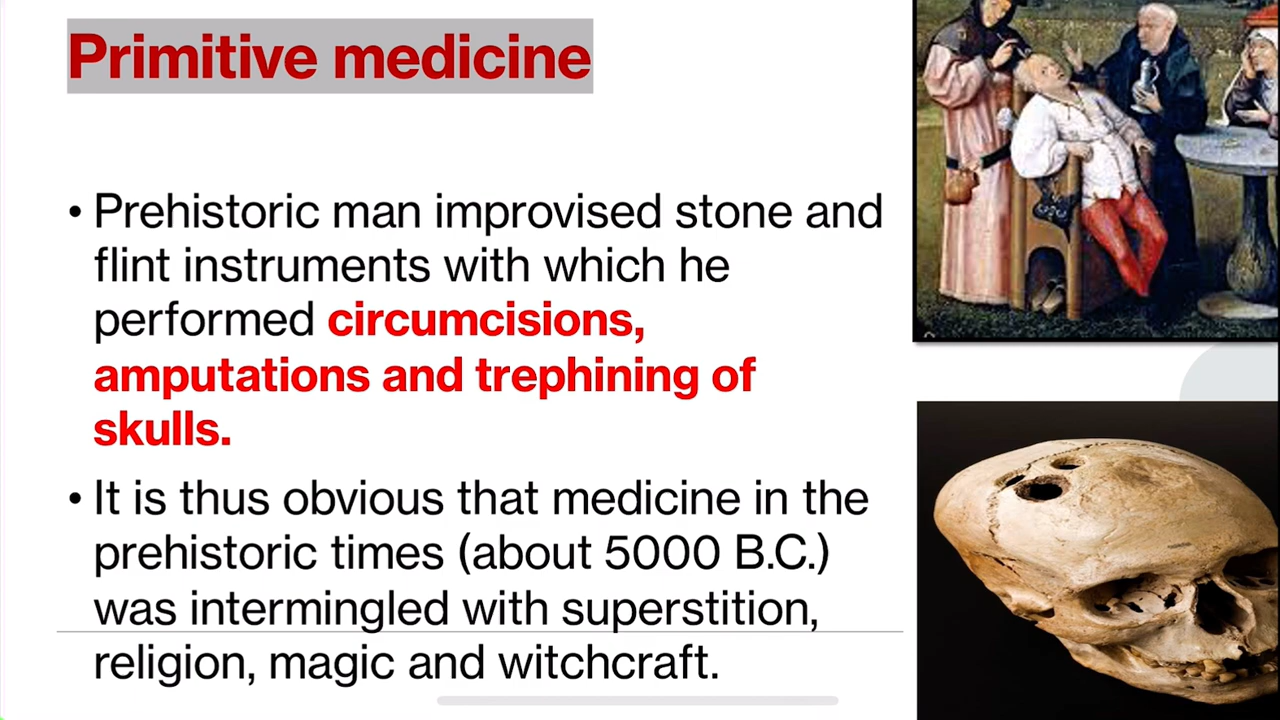 Primitive medicine
• Prehistoric man improvised stone and
flint instruments with which he
performed circumcisions,
amputations and trephining of
skulls.
• It is thus obvious that medicine in the
prehistoric times (about 5000 B.C.)
was intermingled with superstition,
religion, magic and witchcraft.